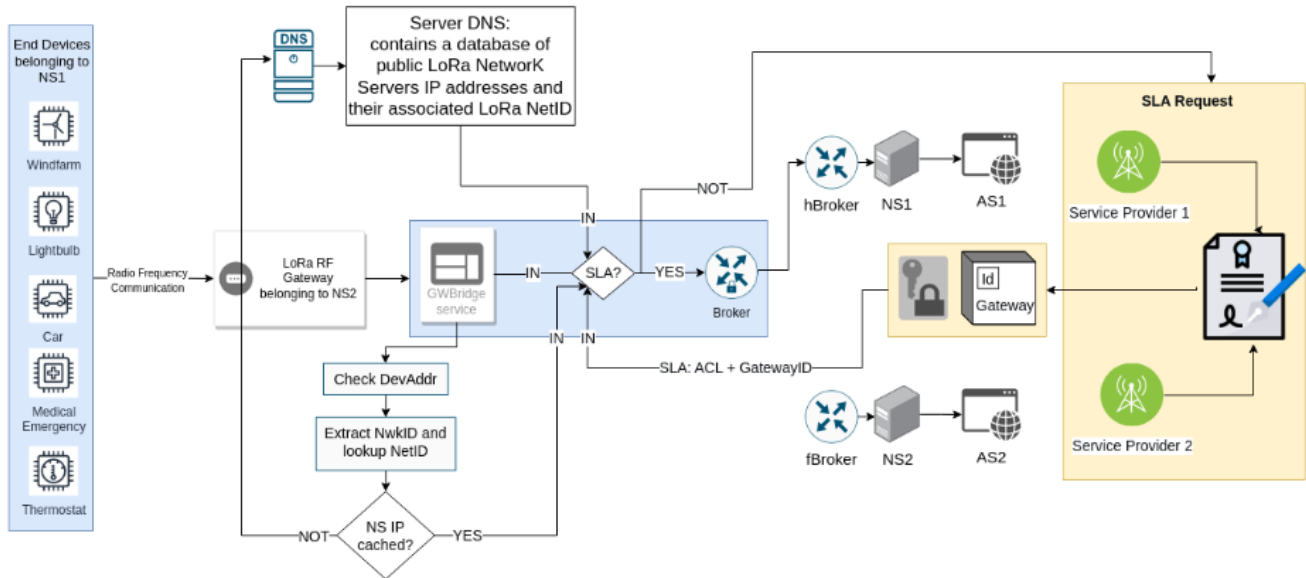 End Devices
belonging to
NS1
Windfarm
Lightbulb
Car
Medical
Emergency
Thermostat
Radio Frequency
Communication
DNS
Server DNS:
contains a database of
public LoRa NetworK
Servers IP addresses and
their associated LoRa NetID
LoRa RF
Gateway
belonging to NS2
GWBridge
service
IN
IN
SLA?
YES
NOT
Broker
IN
IN
Check DevAddr
Extract NwkID and
lookup NetID
NS IP
cached?
NOT
YES
SLA: ACL + GatewayID
hBroker
NS1
AS1
Id
Gateway
fBroker
NS2
AS2
SLA Request
Service Provider 1
Service Provider 2